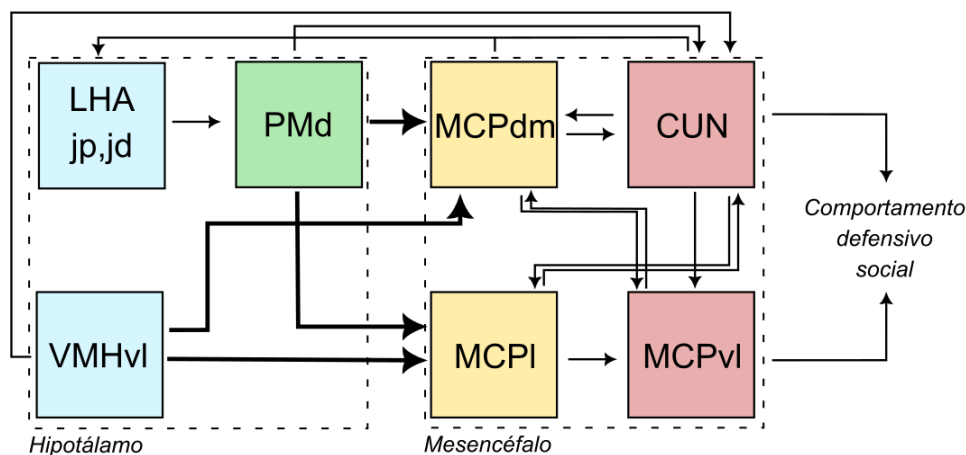 LHA
jp,jd
PMd
MCPdm
CUN
Comportamento
defensivo
social
VMHvl
MCPl
MCPvl
Hipotálamo
Mesencéfalo